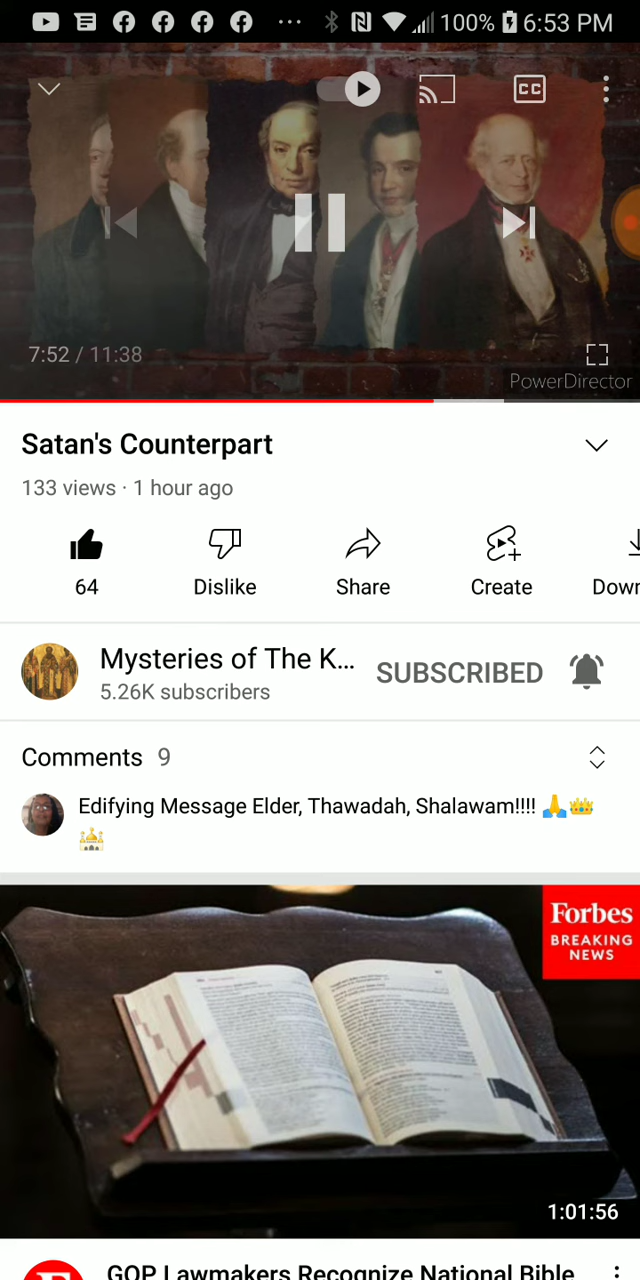 100% 6:53 PM
CC
7:52 / 11:38
PowerDirector
Satan's Counterpart
133 views · 1 hour ago
64 Dislike Share Create Down
Mysteries of The K... SUBSCRIBED
5.26K subscribers
Comments 9
Edifying Message Elder, Thawadah, Shalawam!!!! 🙏👑
🕌
Forbes
BREAKING
NEWS
1:01:56
GOP Lawmakers Recognize National Bible